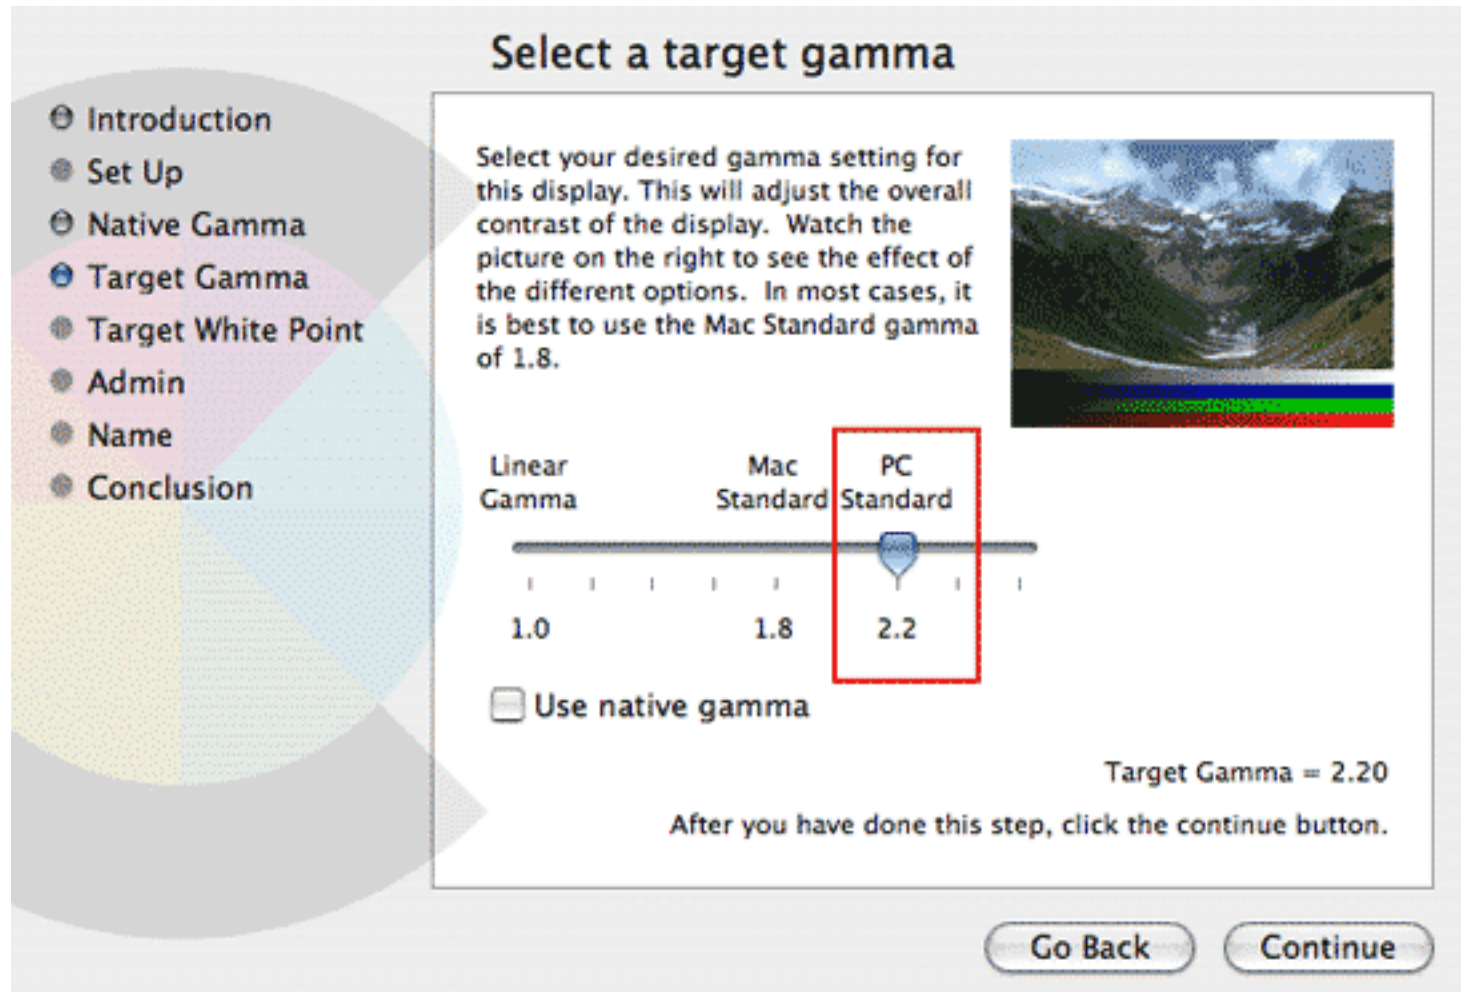 Select a target gamma
Introduction
Set Up
Native Gamma
Target Gamma
Target White Point
Admin
Name
Conclusion
Select your desired gamma setting for
this display. This will adjust the overall
contrast of the display.  Watch the
picture on the right to see the effect of
the different options.  In most cases, it
is best to use the Mac Standard gamma
of 1.8.
Linear
Gamma
Mac
Standard
PC
Standard
1.0
1.8
2.2
Use native gamma
Target Gamma = 2.20
After you have done this step, click the continue button.
Go Back
Continue